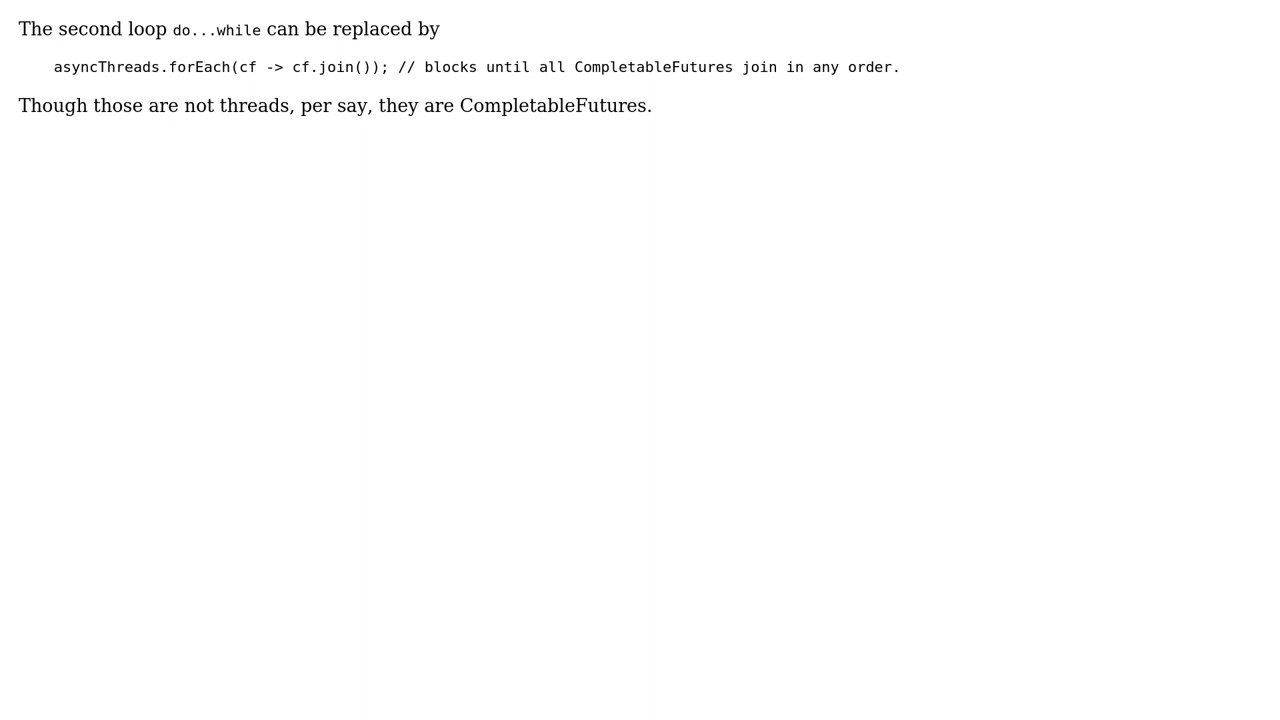 The second loop do...while can be replaced by
asyncThreads.forEach(cf -> cf.join()); // blocks until all CompletableFutures join in any order.
Though those are not threads, per say, they are CompletableFutures.